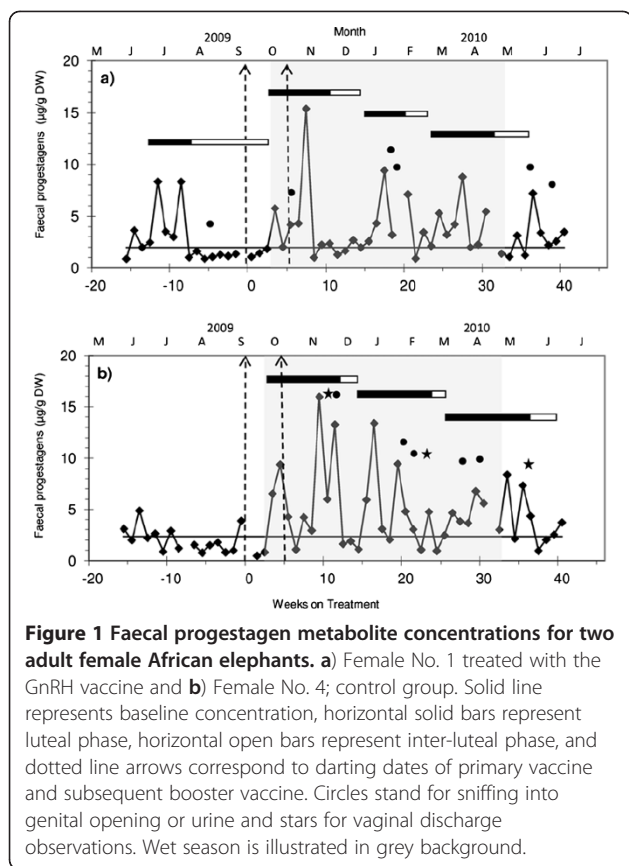 2009 Month 2010
M J J A S O N D J F M A M J J
a)
Faecal progestagens (µg/g DW)
20
15
10
5
0
-20 -10 0 10 20 30 40
2009 2010
M J J A S O N D J F M A M J J
b)
Faecal progestagens (µg/g DW)
20
15
10
5
0
-20 -10 0 10 20 30 40
Weeks on Treatment
Figure 1 Faecal progestagen metabolite concentrations for two
adult female African elephants. a) Female No. 1 treated with the
GnRH vaccine and b) Female No. 4; control group. Solid line
represents baseline concentration, horizontal solid bars represent
luteal phase, horizontal open bars represent inter-luteal phase, and
dotted line arrows correspond to darting dates of primary vaccine
and subsequent booster vaccine. Circles stand for sniffing into
genital opening or urine and stars for vaginal discharge
observations. Wet season is illustrated in grey background.